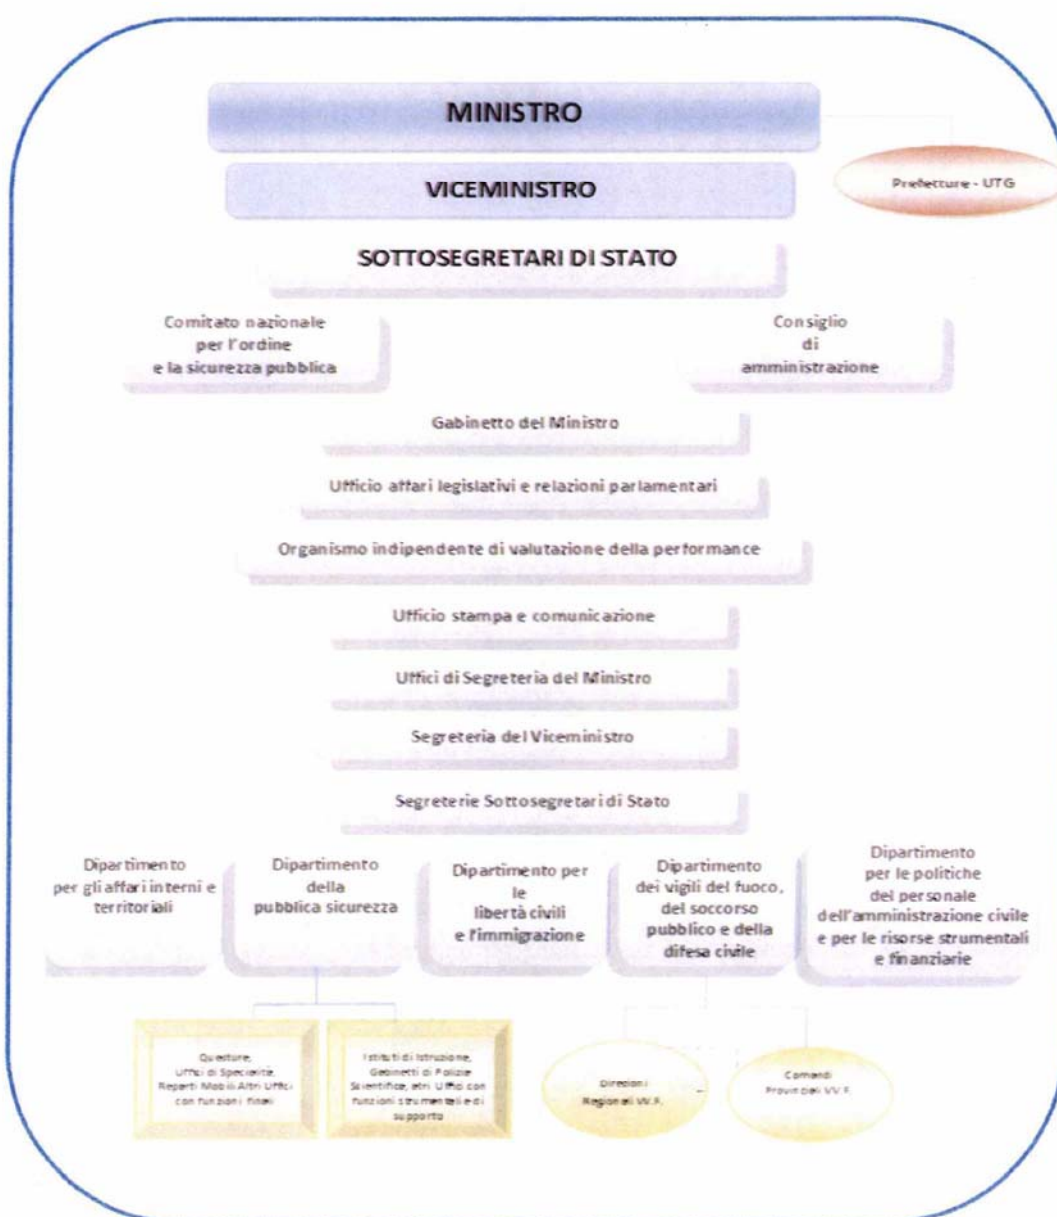 MINISTRO
Prefetture - UTG
VICEMINISTRO
SOTTOSEGRETARI DI STATO
Comitato nazionale
per l'ordine
e la sicurezza pubblica
Consiglio
di
amministrazione
Gabinetto del Ministro
Ufficio affari legislativi e relazioni parlamentari
Organismo indipendente di valutazione della performance
Ufficio stampa e comunicazione
Uffici di Segreteria del Ministro
Segreteria del Viceministro
Segreterie Sottosegretari di Stato
Dipartimento
per gli affari interni e
territoriali
Dipartimento
della
pubblica sicurezza
Dipartimento per
le
libertà civili
e l'immigrazione
Dipartimento
dei vigili del fuoco,
del soccorso
pubblico e della
difesa civile
Dipartimento
per le politiche
del personale
dell'amministrazione civile
e per le risorse strumentali
e finanziarie
Questure,
Uffici di Specialità,
Reparti Mobili Altri Uffici
con funzioni finali
Istituti di Istruzione,
Gabinetti di Polizia
Scientifica, altri Uffici con
funzioni strumentali e di
supporto
Direzioni
Regionali VV.F.
Comandi
Provinciali VV.F.